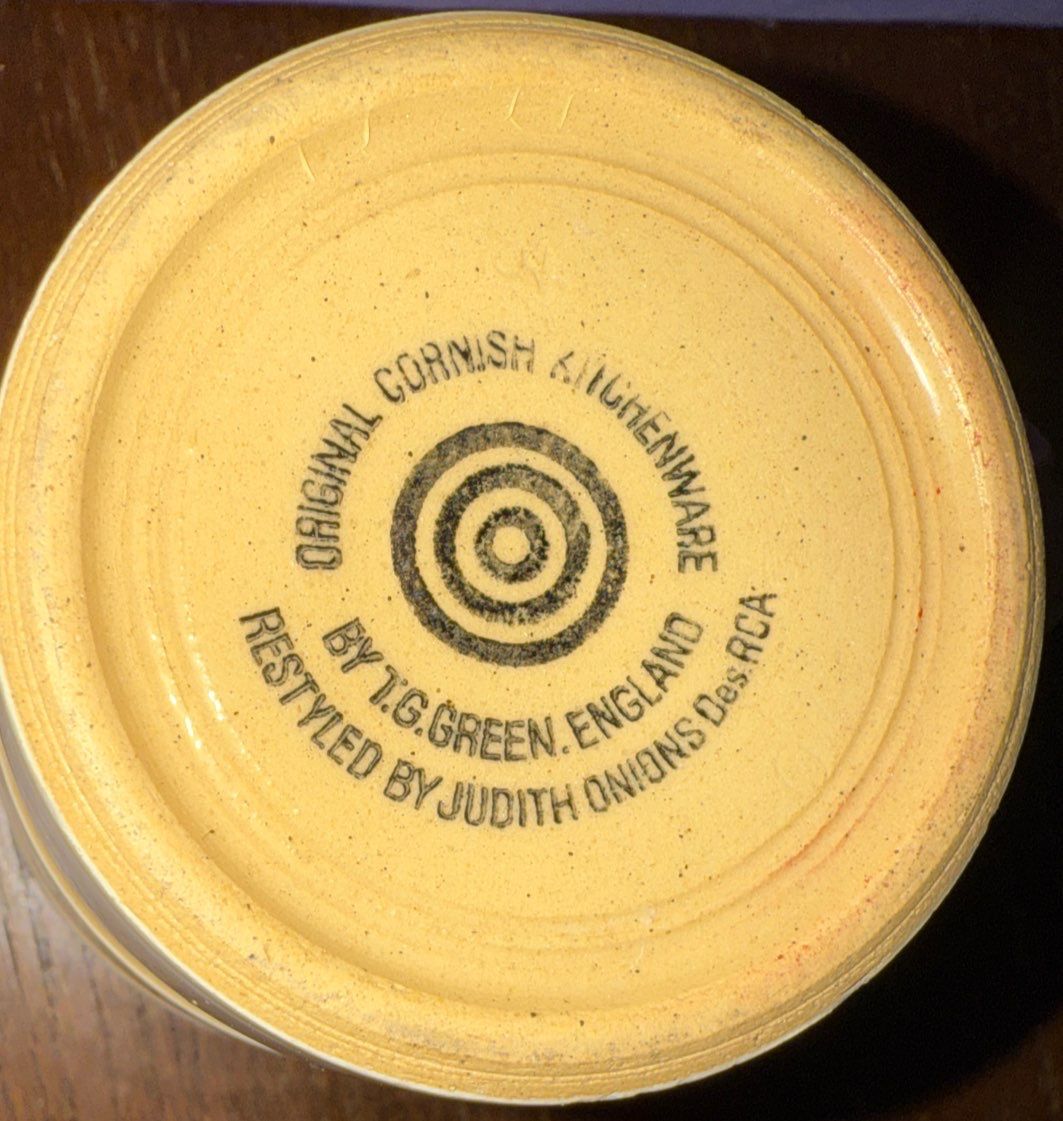 ORIGINAL CORNISH KITCHENWARE
BY T.G.GREEN. ENGLAND
RESTYLED BY JUDITH ONIONS Des.RCA